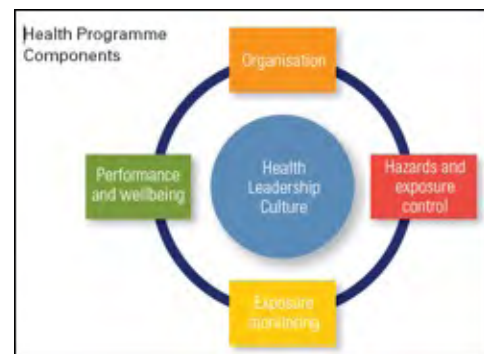 Health Programme
Components
Organisation
Performance
and wellbeing
Health
Leadership
Culture
Hazards and
exposure
control
Exposure
monitoring